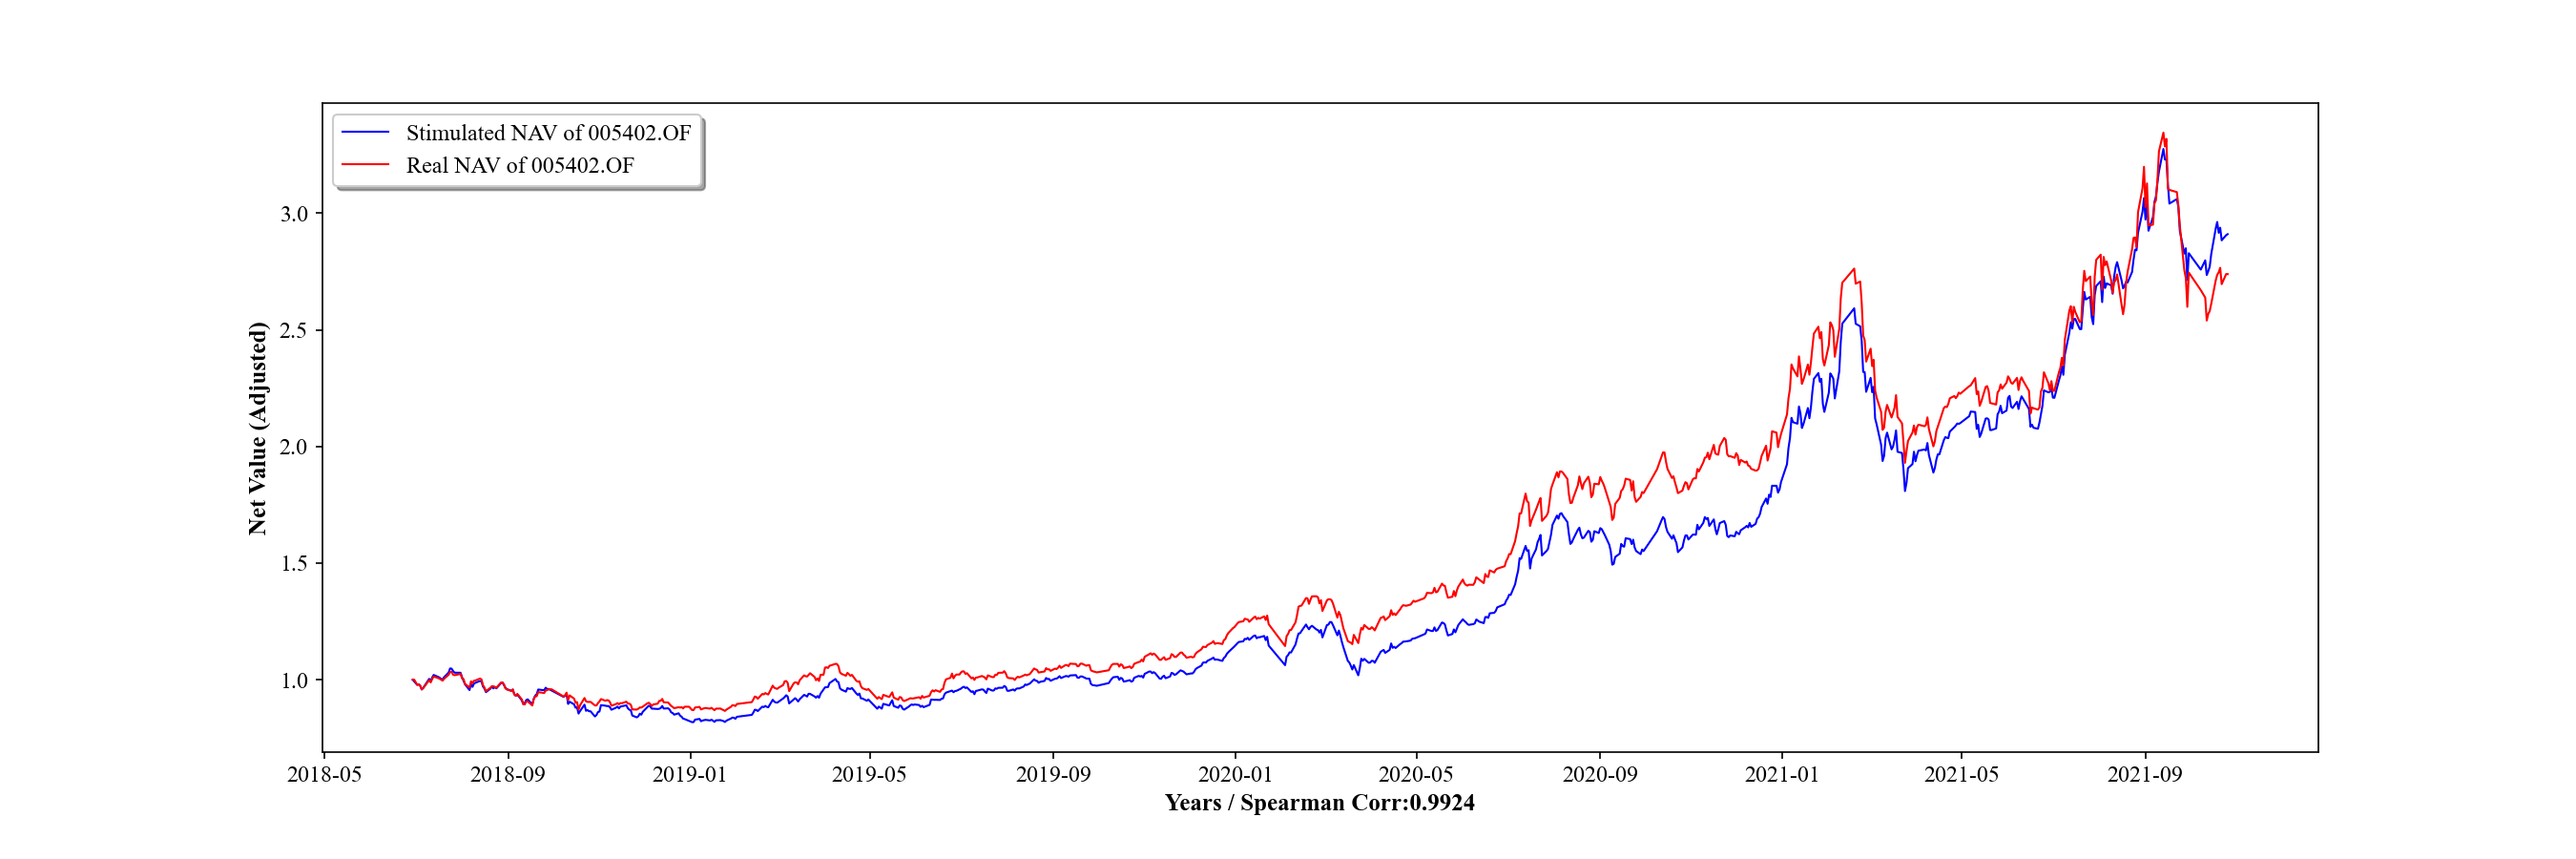 Stimulated NAV of 005402.OF
Real NAV of 005402.OF
Net Value (Adjusted)
3.0
2.5
2.0
1.5
1.0
2018-05 2018-09 2019-01 2019-05 2019-09 2020-01 2020-05 2020-09 2021-01 2021-05 2021-09
Years / Spearman Corr:0.9924